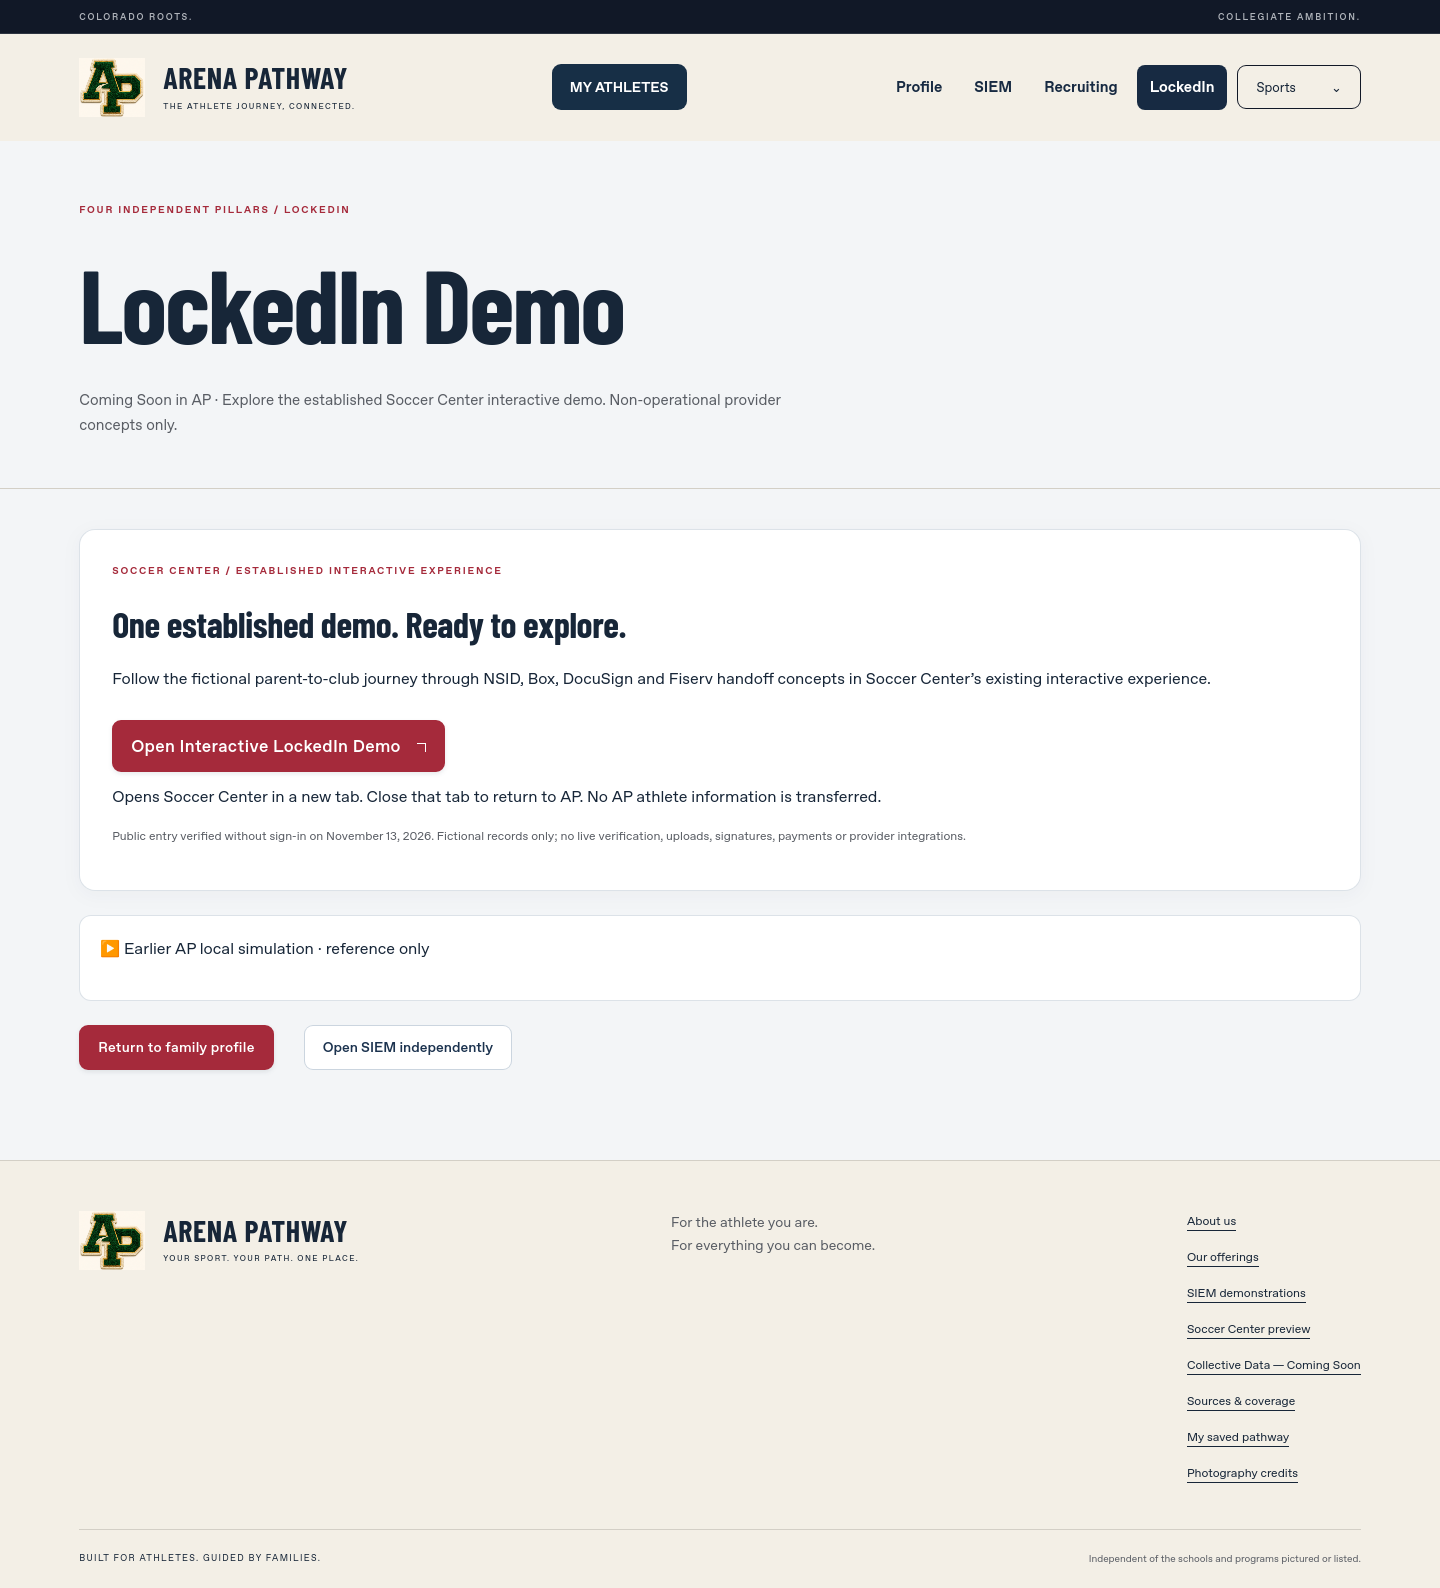 COLORADO ROOTS.
COLLEGIATE AMBITION.
AP
ARENA PATHWAY
THE ATHLETE JOURNEY, CONNECTED.
MY ATHLETES
Profile
SIEM
Recruiting
LockedIn
Sports
FOUR INDEPENDENT PILLARS / LOCKEDIN
LockedIn Demo
Coming Soon in AP · Explore the established Soccer Center interactive demo. Non-operational provider
concepts only.
SOCCER CENTER / ESTABLISHED INTERACTIVE EXPERIENCE
One established demo. Ready to explore.
Follow the fictional parent-to-club journey through NSID, Box, DocuSign and Fiserv handoff concepts in Soccer Center’s existing interactive experience.
Open Interactive LockedIn Demo
Opens Soccer Center in a new tab. Close that tab to return to AP. No AP athlete information is transferred.
Public entry verified without sign-in on November 13, 2026. Fictional records only; no live verification, uploads, signatures, payments or provider integrations.
Earlier AP local simulation · reference only
Return to family profile
Open SIEM independently
AP
ARENA PATHWAY
YOUR SPORT. YOUR PATH. ONE PLACE.
For the athlete you are.
For everything you can become.
About us
Our offerings
SIEM demonstrations
Soccer Center preview
Collective Data — Coming Soon
Sources & coverage
My saved pathway
Photography credits
BUILT FOR ATHLETES. GUIDED BY FAMILIES.
Independent of the schools and programs pictured or listed.